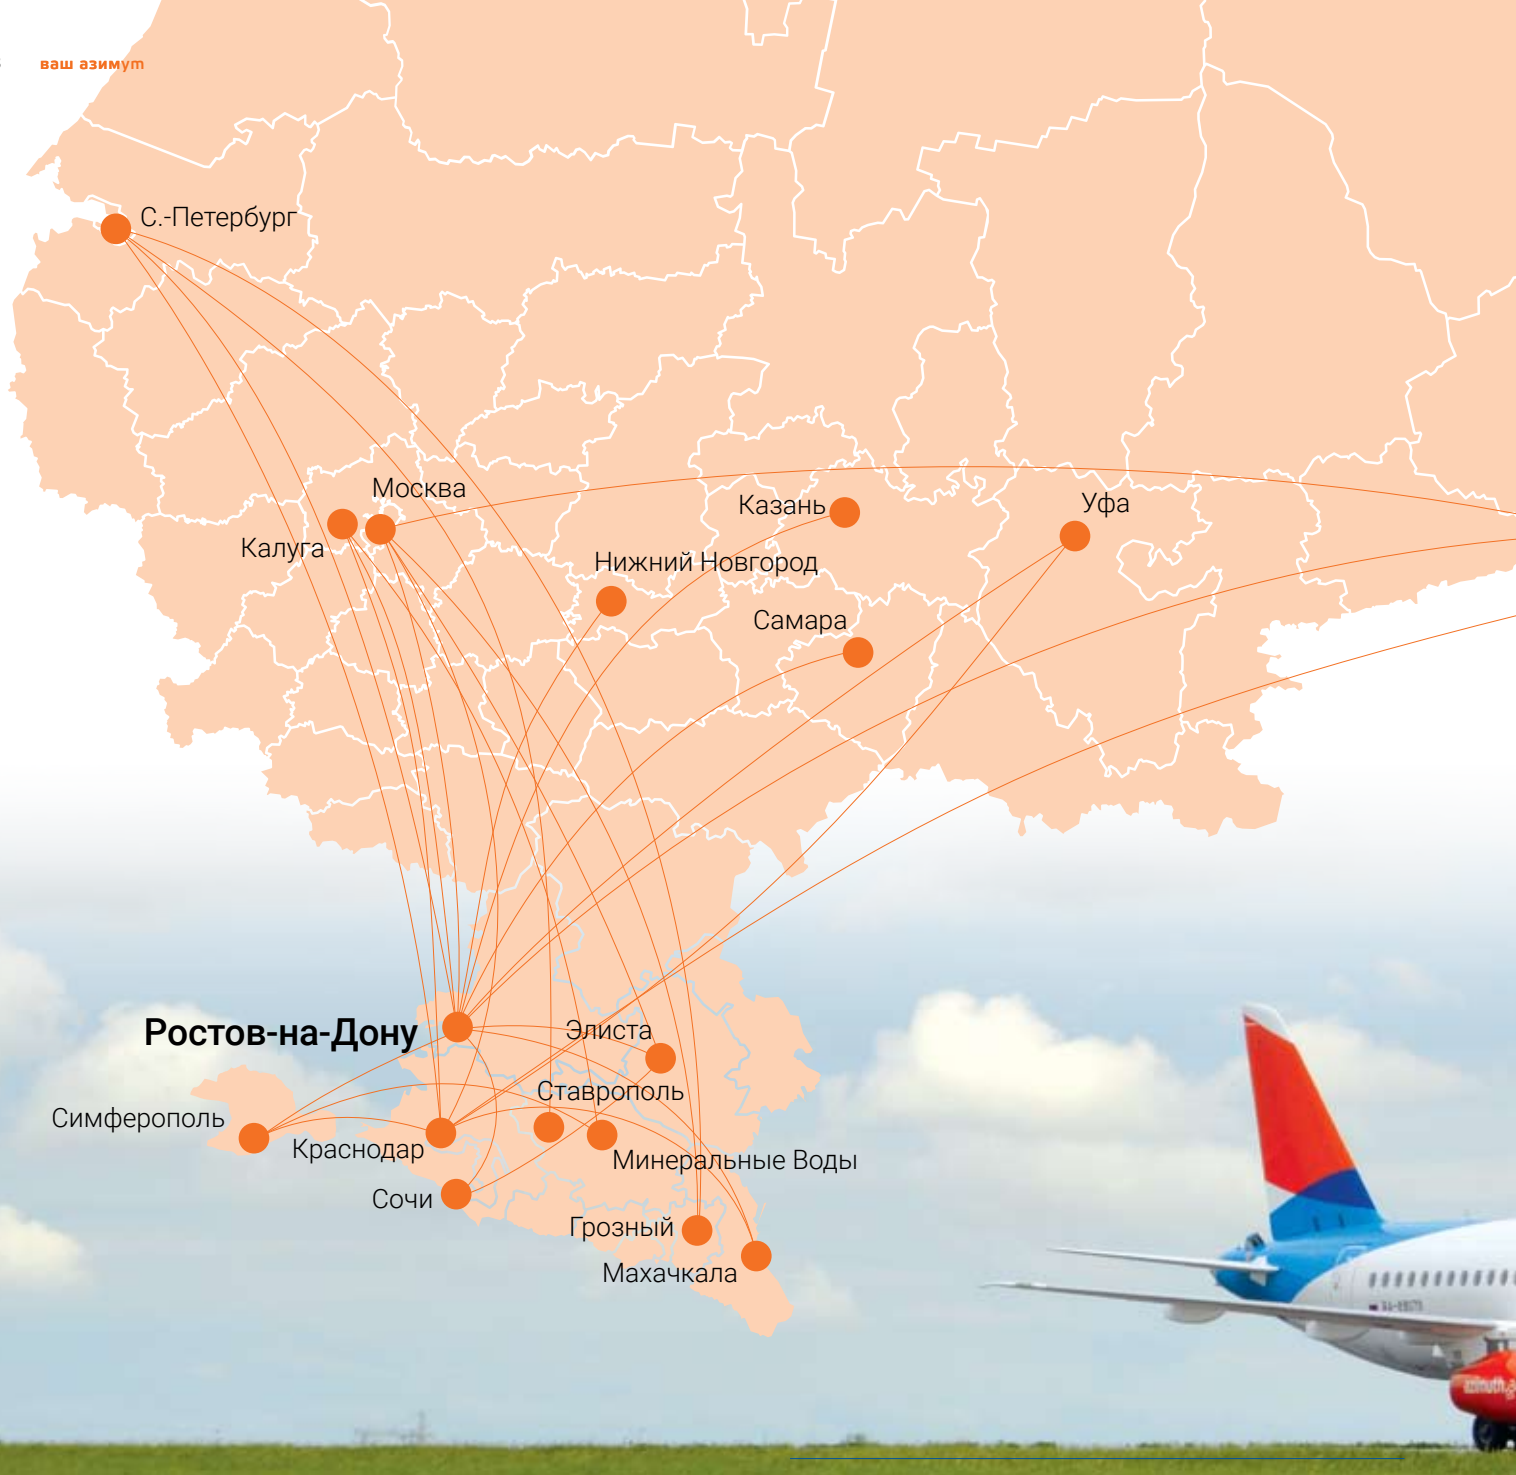 ваш азимут
С.-Петербург
Москва
Казань
Уфа
Калуга
Нижний Новгород
Самара
Ростов-на-Дону
Элиста
Ставрополь
Симферополь
Краснодар
Минеральные Воды
Сочи
Грозный
Махачкала
azimuth